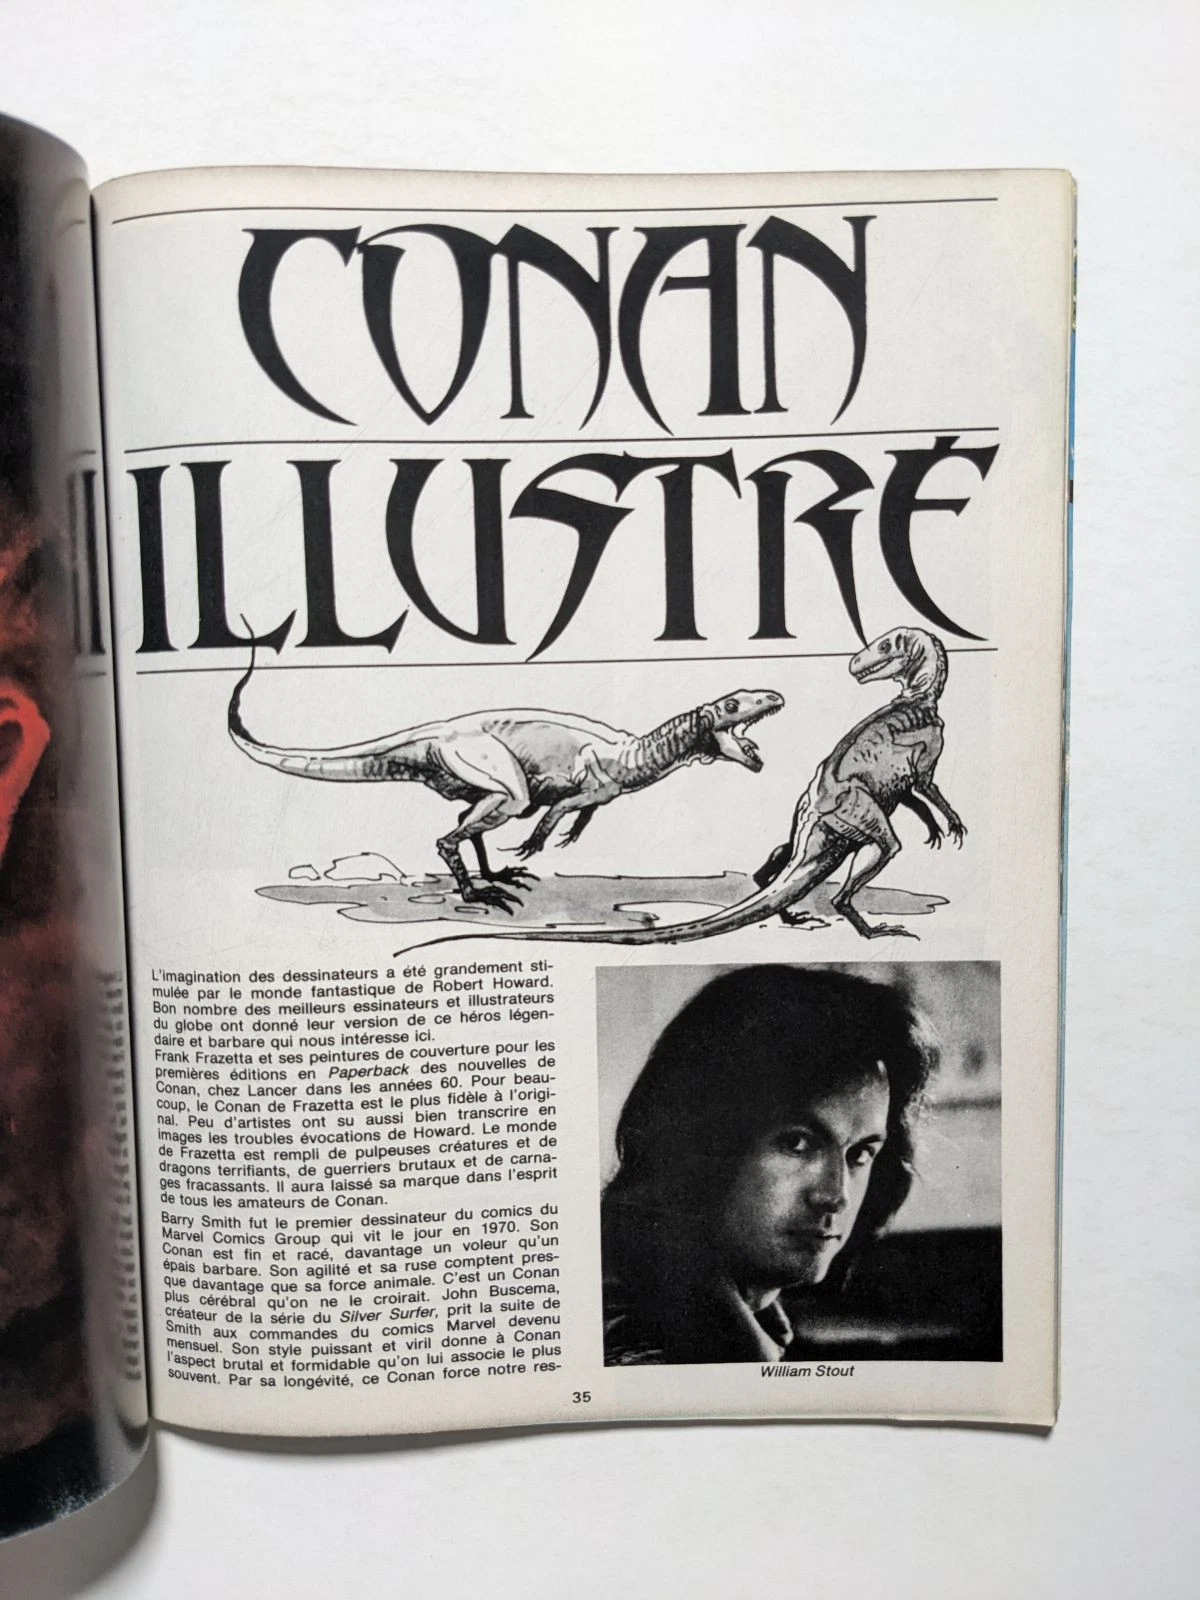 CONAN
ILLUSTRÉ
L'imagination des dessinateurs a été grandement sti-
mulée par le monde fantastique de Robert Howard.
Bon nombre des meilleurs essinateurs et illustrateurs
du globe ont donné leur version de ce héros légen-
daire et barbare qui nous intéresse ici.
Frank Frazetta et ses peintures de couverture pour les
premières éditions en Paperback des nouvelles de
Conan, chez Lancer dans les années 60. Pour beau-
coup, le Conan de Frazetta est le plus fidèle à l'origi-
nal. Peu d'artistes ont su aussi bien transcrire en
images les troubles évocations de Howard. Le monde
de Frazetta est rempli de pulpeuses créatures et de
dragons terrifiants, de guerriers brutaux et de carna-
ges fracassants. Il aura laissé sa marque dans l'esprit
de tous les amateurs de Conan.
Barry Smith fut le premier dessinateur du comics du
Marvel Comics Group qui vit le jour en 1970. Son
Conan est fin et racé, davantage un voleur qu'un
épais barbare. Son agilité et sa ruse comptent pres-
que davantage que sa force animale. C'est un Conan
plus cérébral qu'on ne le croirait. John Buscema,
créateur de la série du Silver Surfer, prit la suite de
Smith aux commandes du comics Marvel devenu
mensuel. Son style puissant et viril donne à Conan
l'aspect brutal et formidable qu'on lui associe le plus
souvent. Par sa longévité, ce Conan force notre res-
William Stout
35